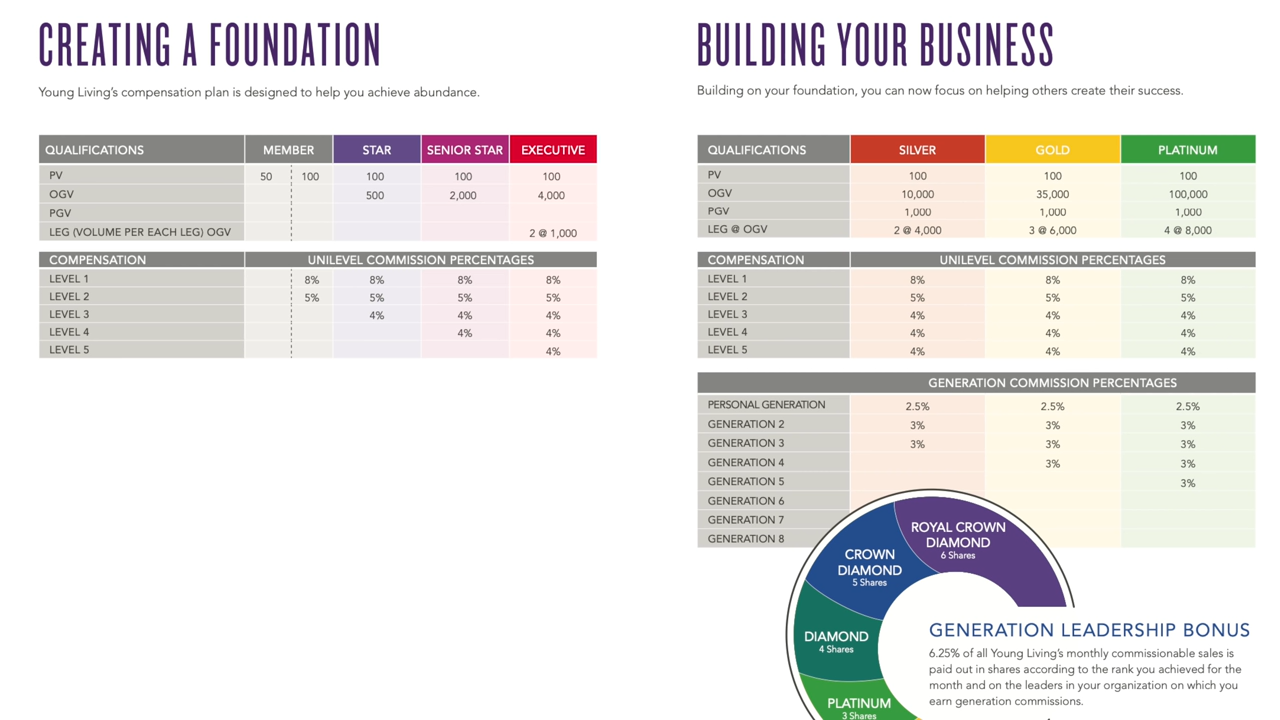 CREATING A FOUNDATION
Young Living's compensation plan is designed to help you achieve abundance.
QUALIFICATIONS MEMBER STAR SENIOR STAR EXECUTIVE
PV 50 100 100 100 100
OGV 500 2,000 4,000
PGV
LEG (VOLUME PER EACH LEG) OGV 2 @ 1,000
COMPENSATION UNILEVEL COMMISSION PERCENTAGES
LEVEL 1 8% 8% 8% 8%
LEVEL 2 5% 5% 5% 5%
LEVEL 3 4% 4% 4%
LEVEL 4 4% 4%
LEVEL 5 4%
BUILDING YOUR BUSINESS
Building on your foundation, you can now focus on helping others create their success.
QUALIFICATIONS SILVER GOLD PLATINUM
PV 100 100 100
OGV 10,000 35,000 100,000
PGV 1,000 1,000 1,000
LEG @ OGV 2 @ 4,000 3 @ 6,000 4 @ 8,000
COMPENSATION UNILEVEL COMMISSION PERCENTAGES
LEVEL 1 8% 8% 8%
LEVEL 2 5% 5% 5%
LEVEL 3 4% 4% 4%
LEVEL 4 4% 4% 4%
LEVEL 5 4% 4% 4%
GENERATION COMMISSION PERCENTAGES
PERSONAL GENERATION 2.5% 2.5% 2.5%
GENERATION 2 3% 3% 3%
GENERATION 3 3% 3% 3%
GENERATION 4 3% 3%
GENERATION 5 3%
GENERATION 6
GENERATION 7
GENERATION 8
ROYAL CROWN
DIAMOND
6 Shares
CROWN
DIAMOND
5 Shares
DIAMOND
4 Shares
PLATINUM
3 Shares
GENERATION LEADERSHIP BONUS
6.25% of all Young Living's monthly commissionable sales is
paid out in shares according to the rank you achieved for the
month and on the leaders in your organization on which you
earn generation commissions.